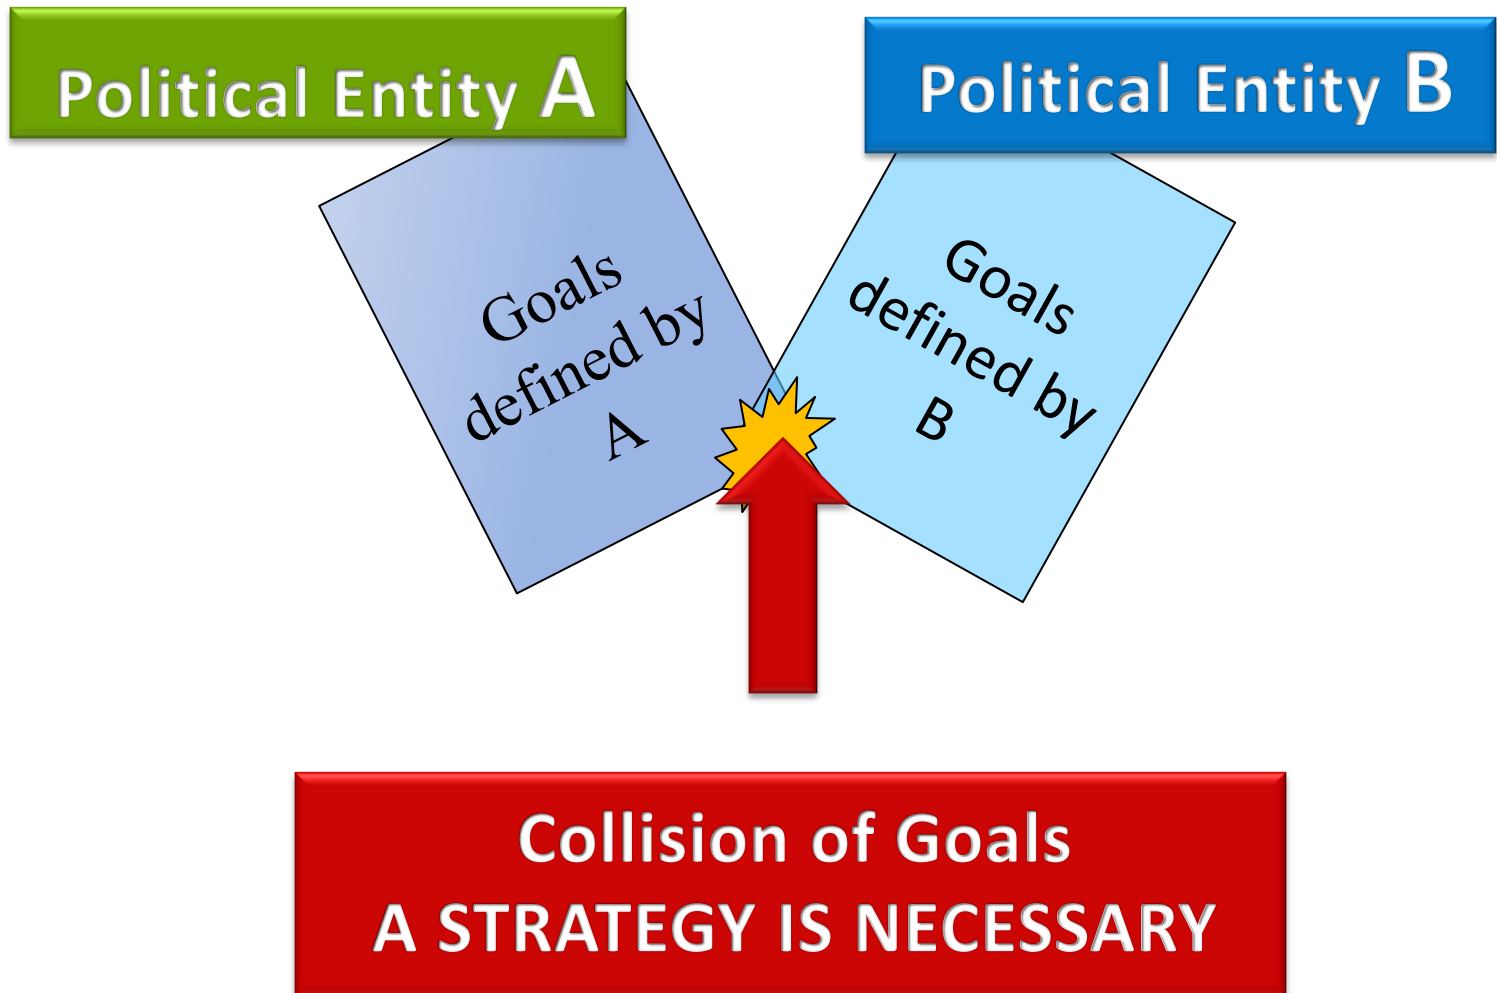 Political Entity A
Political Entity B
Goals
defined by
A
Goals
defined by
B
Collision of Goals
A STRATEGY IS NECESSARY